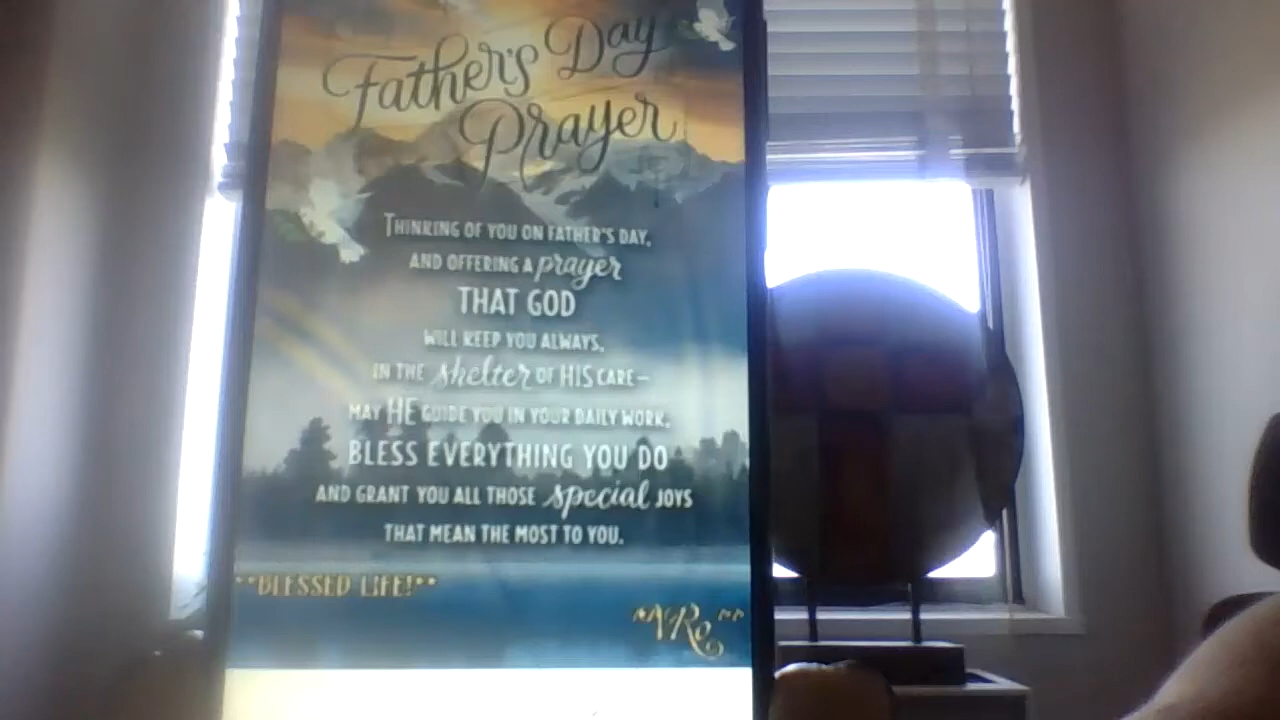 Father's Day
Prayer
THINKING OF YOU ON FATHER'S DAY,
AND OFFERING A prayer
THAT GOD
WILL KEEP YOU ALWAYS,
IN THE shelter OF HIS CARE—
MAY HE GUIDE YOU IN YOUR DAILY WORK,
BLESS EVERYTHING YOU DO
AND GRANT YOU ALL THOSE special JOYS
THAT MEAN THE MOST TO YOU.
**BLESSED LIFE!**